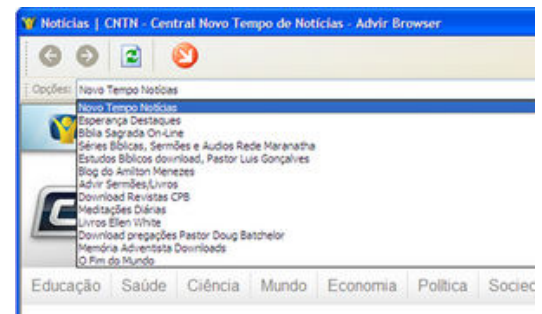 Notícias | CNTN - Central Novo Tempo de Notícias - Advir Browser
Opções: Novo Tempo Notícias
Novo Tempo Notícias
Esperança Destaques
Bíblia Sagrada On-Line
Séries Bíblicas, Sermões e Audios Rede Maranatha
Estudos Bíblicos download, Pastor Luis Gonçalves
Blog do Amilton Menezes
Advir Sermões/Livros
Download Revistas CPB
Meditações Diárias
Livros Ellen White
Download pregações Pastor Doug Batchelor
Memória Adventista Downloads
O Fim do Mundo
Educação Saúde Ciência Mundo Economia Política Socied